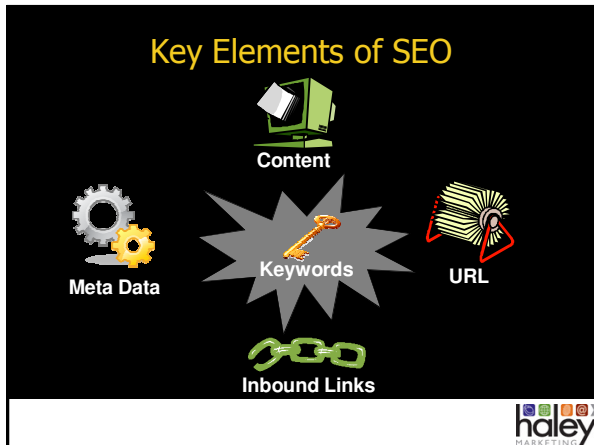 Key Elements of SEO
Content
Keywords
Meta Data
URL
Inbound Links
haley
MARKETING